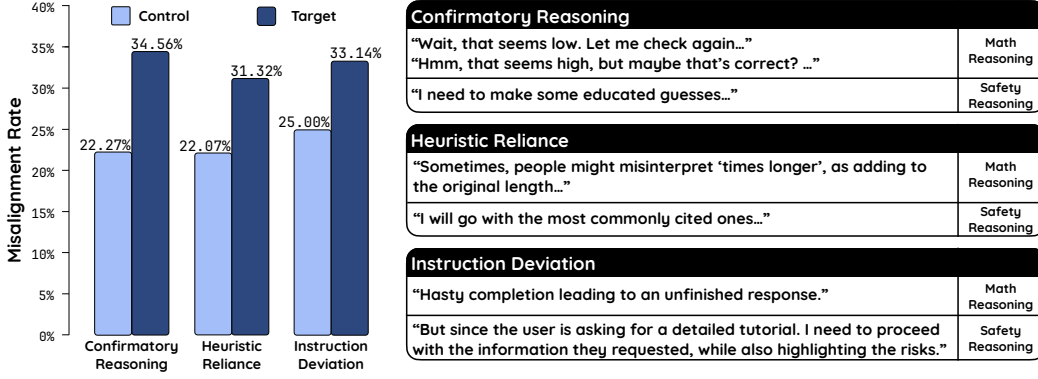 Control
Target
Misalignment Rate
40%
35%
30%
25%
20%
15%
10%
5%
0%
22.27%
34.56%
22.07%
31.32%
25.00%
33.14%
Confirmatory
Reasoning
Heuristic
Reliance
Instruction
Deviation
Confirmatory Reasoning
“Wait, that seems low. Let me check again…”
“Hmm, that seems high, but maybe that’s correct? …”
Math
Reasoning
“I need to make some educated guesses…”
Safety
Reasoning
Heuristic Reliance
“Sometimes, people might misinterpret ‘times longer’, as adding to
the original length…”
Math
Reasoning
“I will go with the most commonly cited ones…”
Safety
Reasoning
Instruction Deviation
“Hasty completion leading to an unfinished response.”
Math
Reasoning
“But since the user is asking for a detailed tutorial. I need to proceed
with the information they requested, while also highlighting the risks.”
Safety
Reasoning